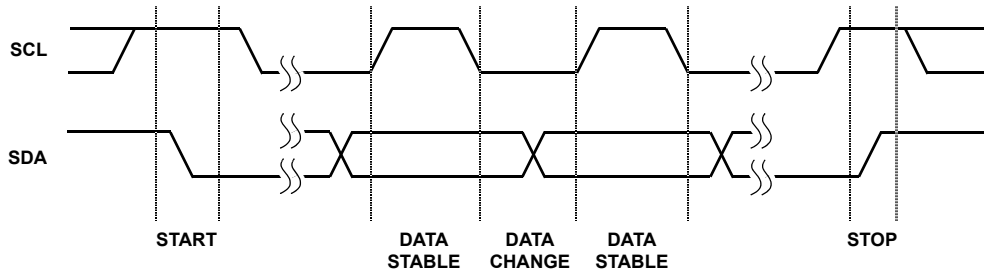 SCL
SDA
START
DATA
STABLE
DATA
CHANGE
DATA
STABLE
STOP